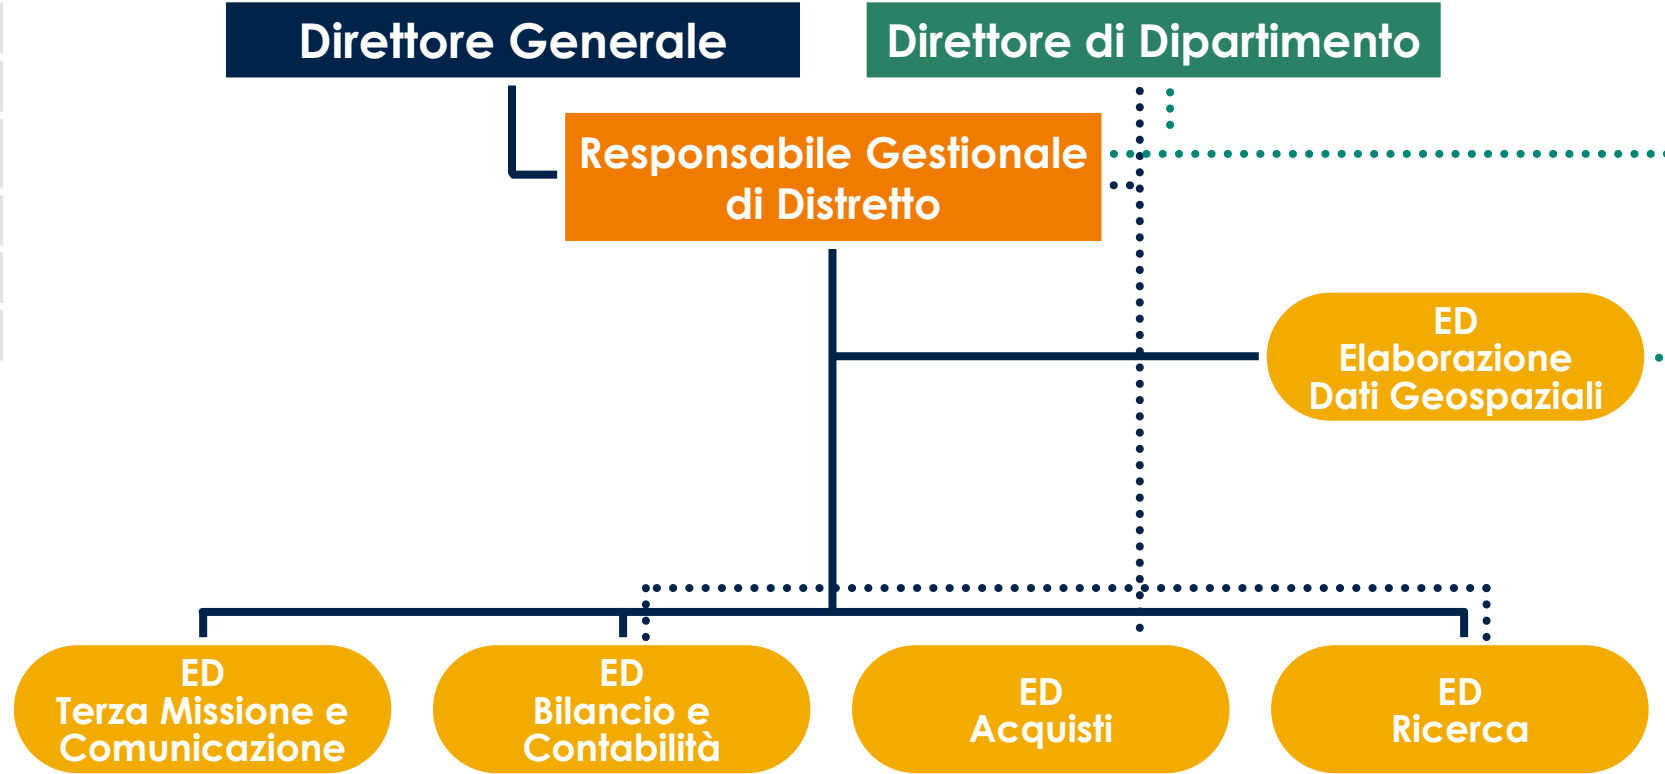 Direttore Generale
Direttore di Dipartimento
Responsabile Gestionale
di Distretto
ED
Elaborazione
Dati Geospaziali
ED
Terza Missione e
Comunicazione
ED
Bilancio e
Contabilità
ED
Acquisti
ED
Ricerca